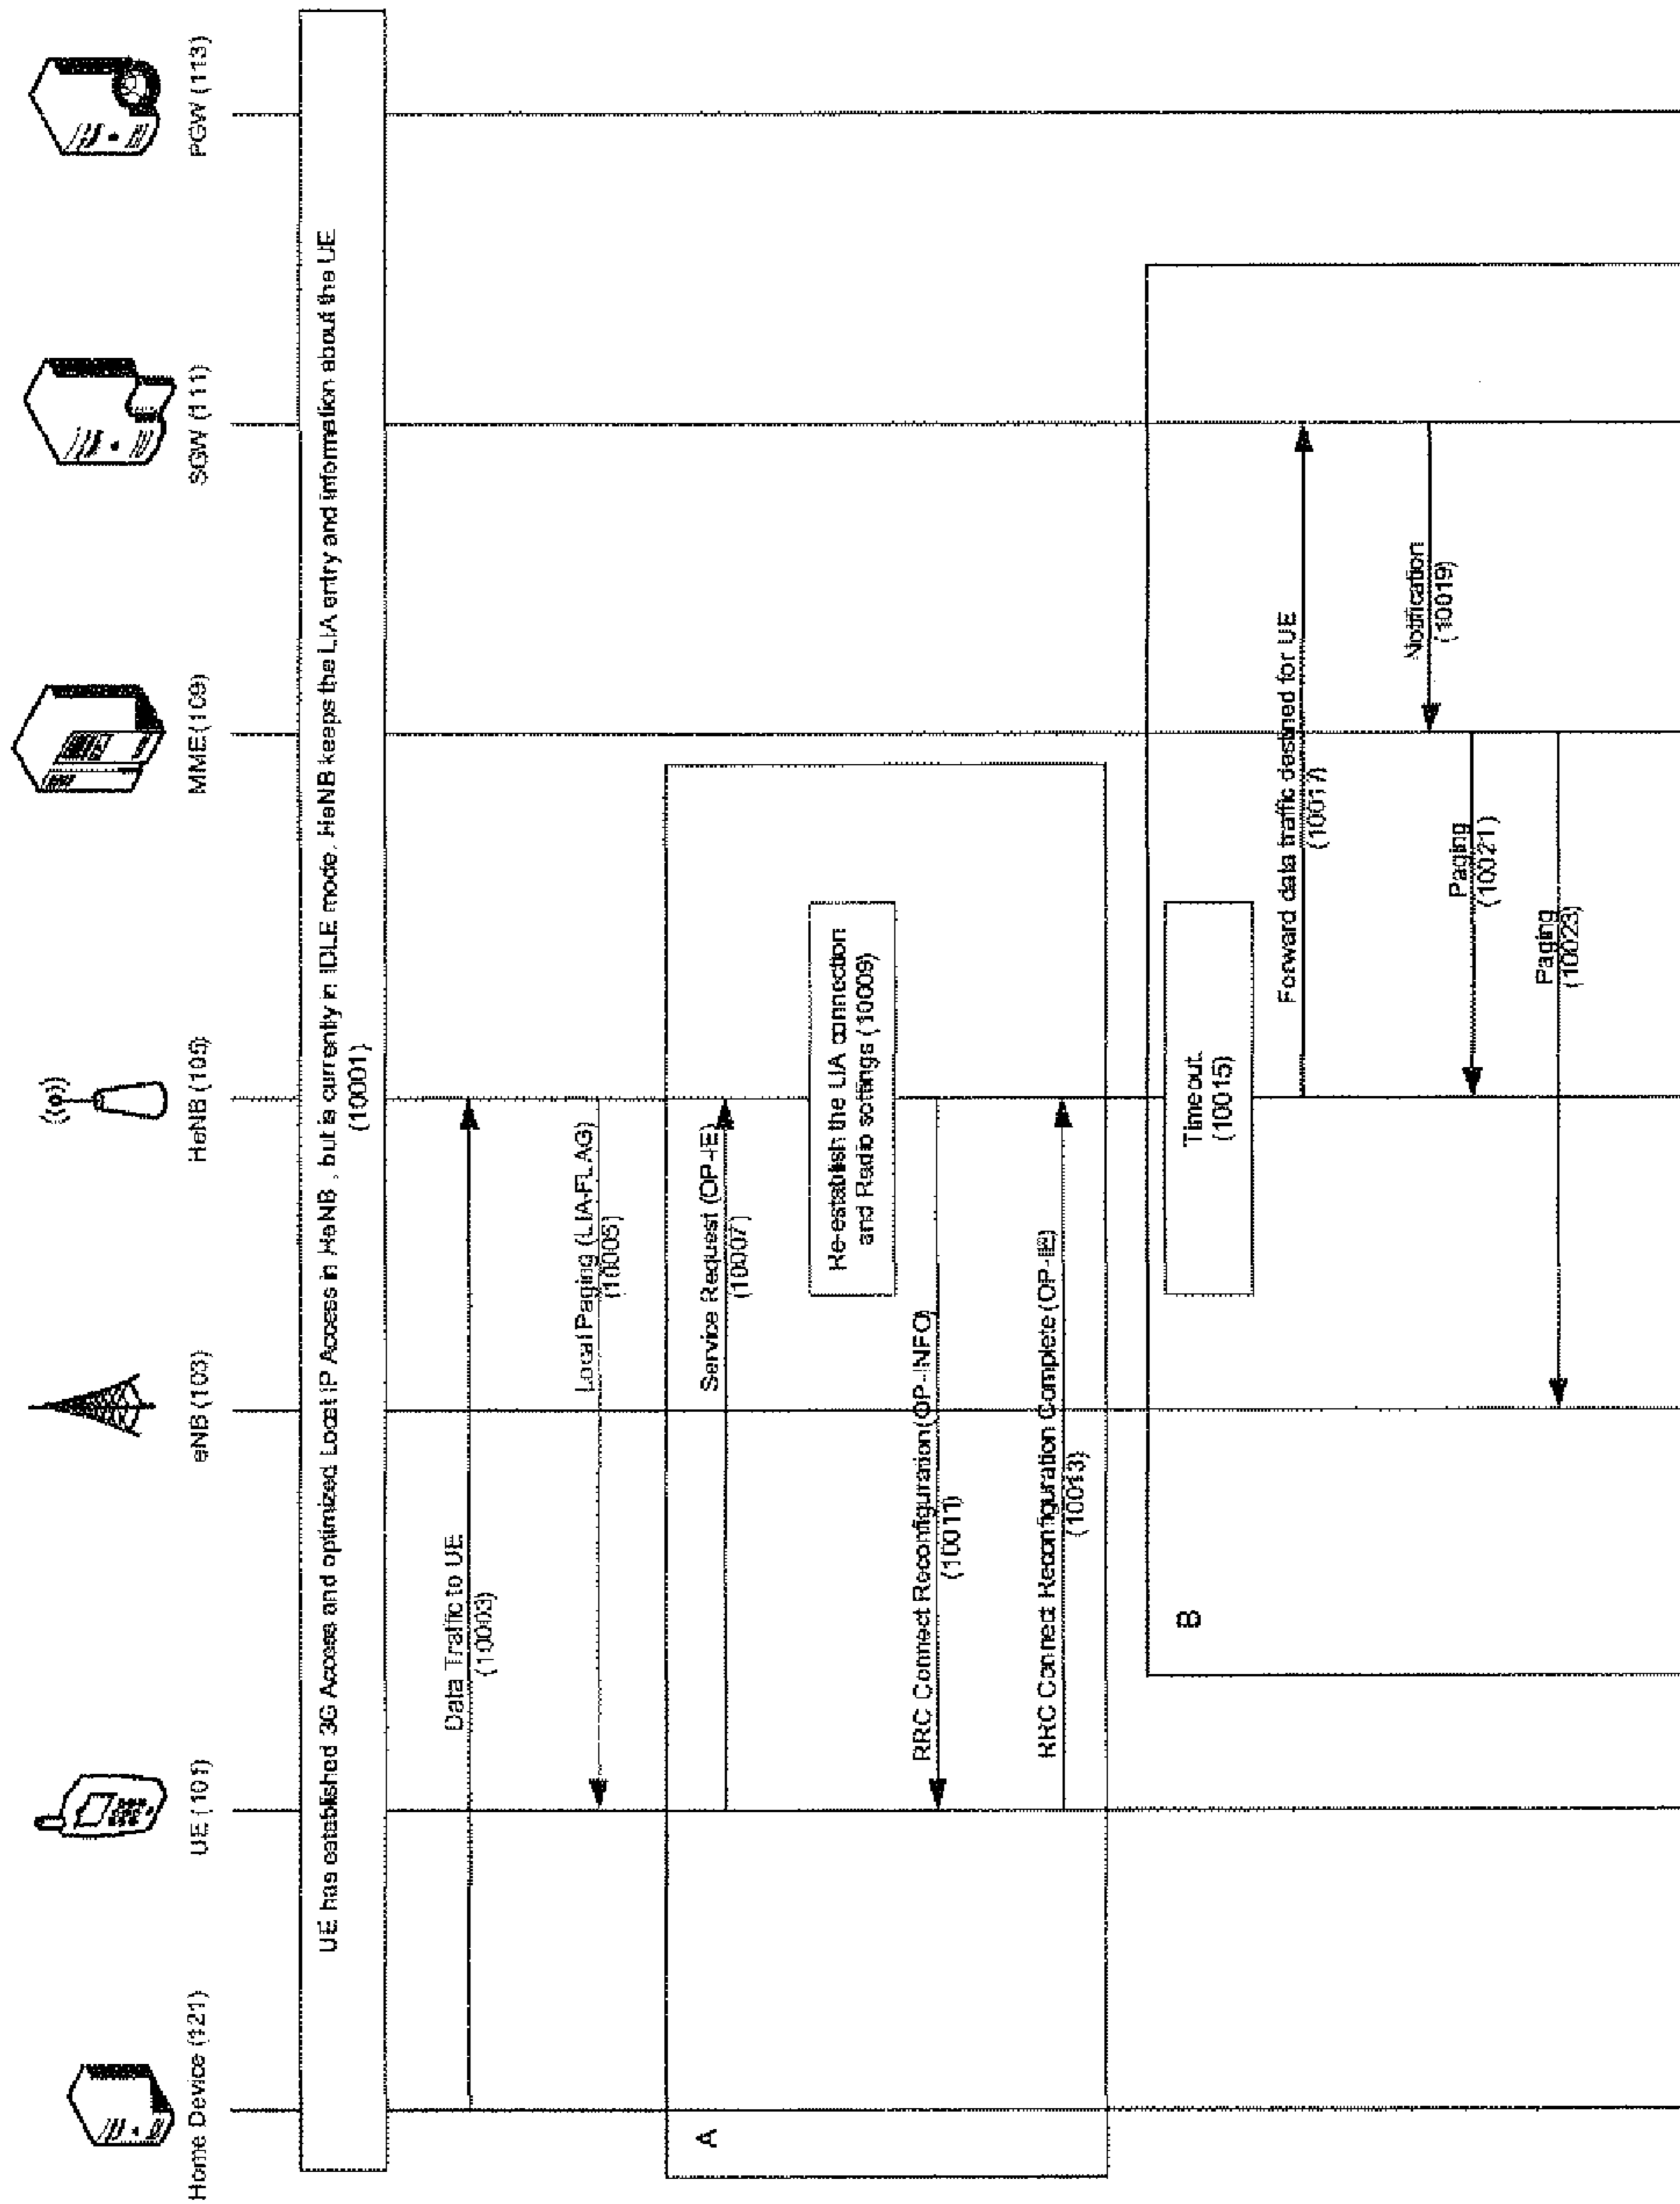 Home Device (121)
UE (101)
eNB (103)
HeNB (105)
MME (109)
SGW (111)
PGW (113)
UE has established 3G Access and optimized Local IP Access in HeNB, but is currently in IDLE mode. HeNB keeps the LIA entry and information about the UE
(10001)
Data Traffic to UE
(10003)
Local Paging (LIA-FLAG)
(10005)
A
Service Request (OP-IE)
(10007)
Re-establish the LIA connection
and Radio settings (10009)
RRC Connect Reconfiguration (OP-INFO)
(10011)
RRC Connect Reconfiguration Complete (OP-IE)
(10013)
B
Timeout
(10015)
Forward data traffic destined for UE
(10017)
Notification
(10019)
Paging
(10021)
Paging
(10023)